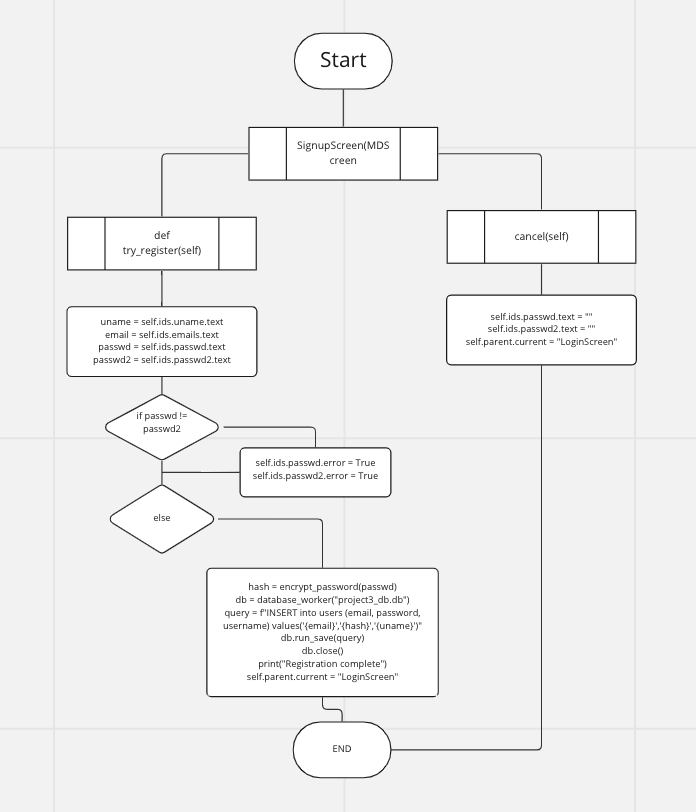 Start
SignupScreen(MDS
creen
def
try_register(self)
cancel(self)
uname = self.ids.uname.text
email = self.ids.emails.text
passwd = self.ids.passwd.text
passwd2 = self.ids.passwd2.text
self.ids.passwd.text = ""
self.ids.passwd2.text = ""
self.parent.current = "LoginScreen"
if passwd !=
passwd2
self.ids.passwd.error = True
self.ids.passwd2.error = True
else
hash = encrypt_password(passwd)
db = database_worker("project3_db.db")
query = f"INSERT into users (email, password,
username) values('{email}','{hash}','{uname}')"
db.run_save(query)
db.close()
print("Registration complete")
self.parent.current = "LoginScreen"
END